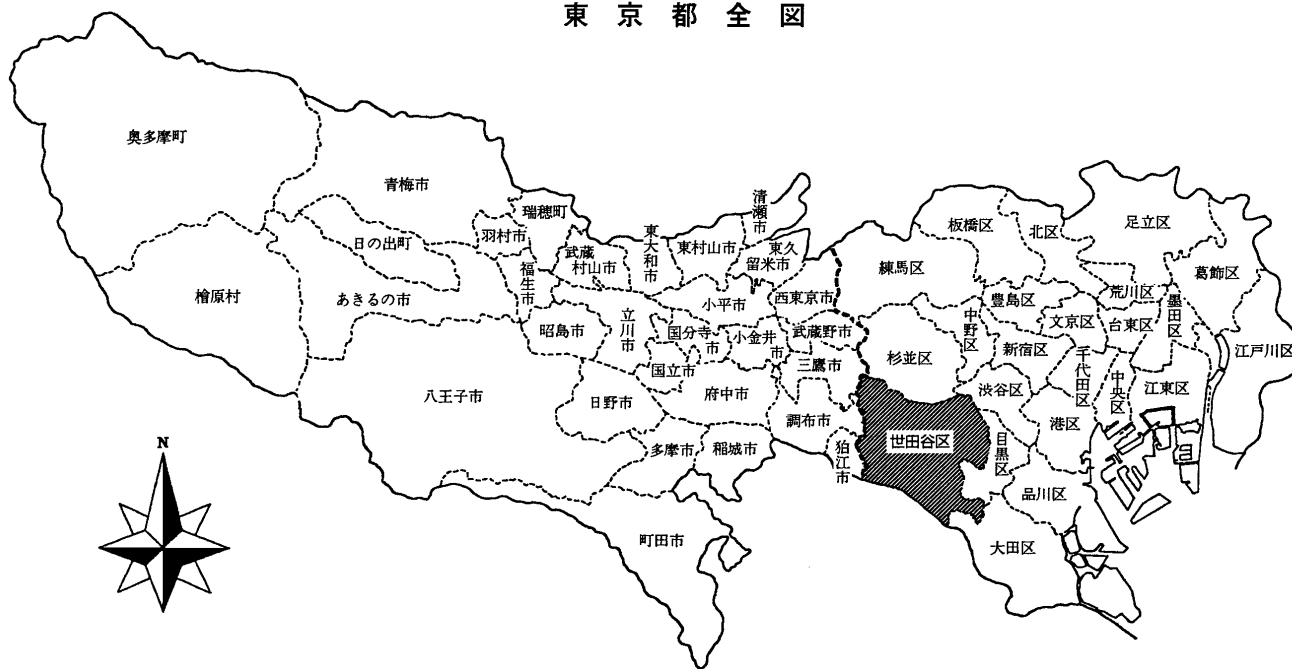 東京都全図
奥多摩町
青梅市
瑞穂町
羽村市
日の出町
檜原村
あきるの市
福生市
武蔵
村山市
東大和市
東村山市
清瀬市
東久
留米市
西東京市
小平市
昭島市
立川市
国分寺
市
小金井
市
武蔵野市
三鷹市
国立市
府中市
八王子市
日野市
調布市
狛江市
多摩市
稲城市
町田市
N
板橋区
北区
足立区
練馬区
葛飾区
荒川区
豊島区
墨田区
文京区
台東区
中野区
新宿区
江戸川区
杉並区
千代田区
渋谷区
中央区
江東区
港区
世田谷区
目黒区
品川区
大田区